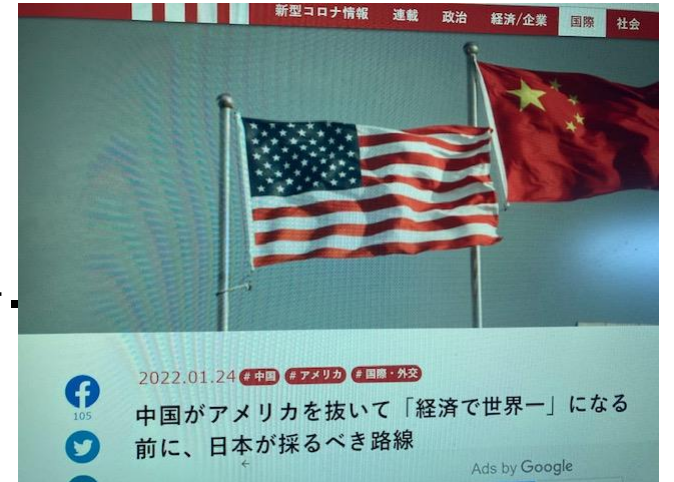 新型コロナ情報 連載 政治 経済/企業 国際 社会
2022.01.24 #中国 #アメリカ #国際・外交
105
中国がアメリカを抜いて「経済で世界一」になる
前に、日本が採るべき路線
Ads by Google